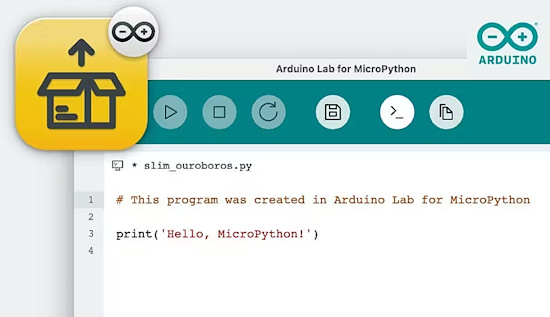 Arduino Lab for MicroPython
ARDUINO
* slim_ouroboros.py
1 # This program was created in Arduino Lab for MicroPython
2
3 print('Hello, MicroPython!')
4